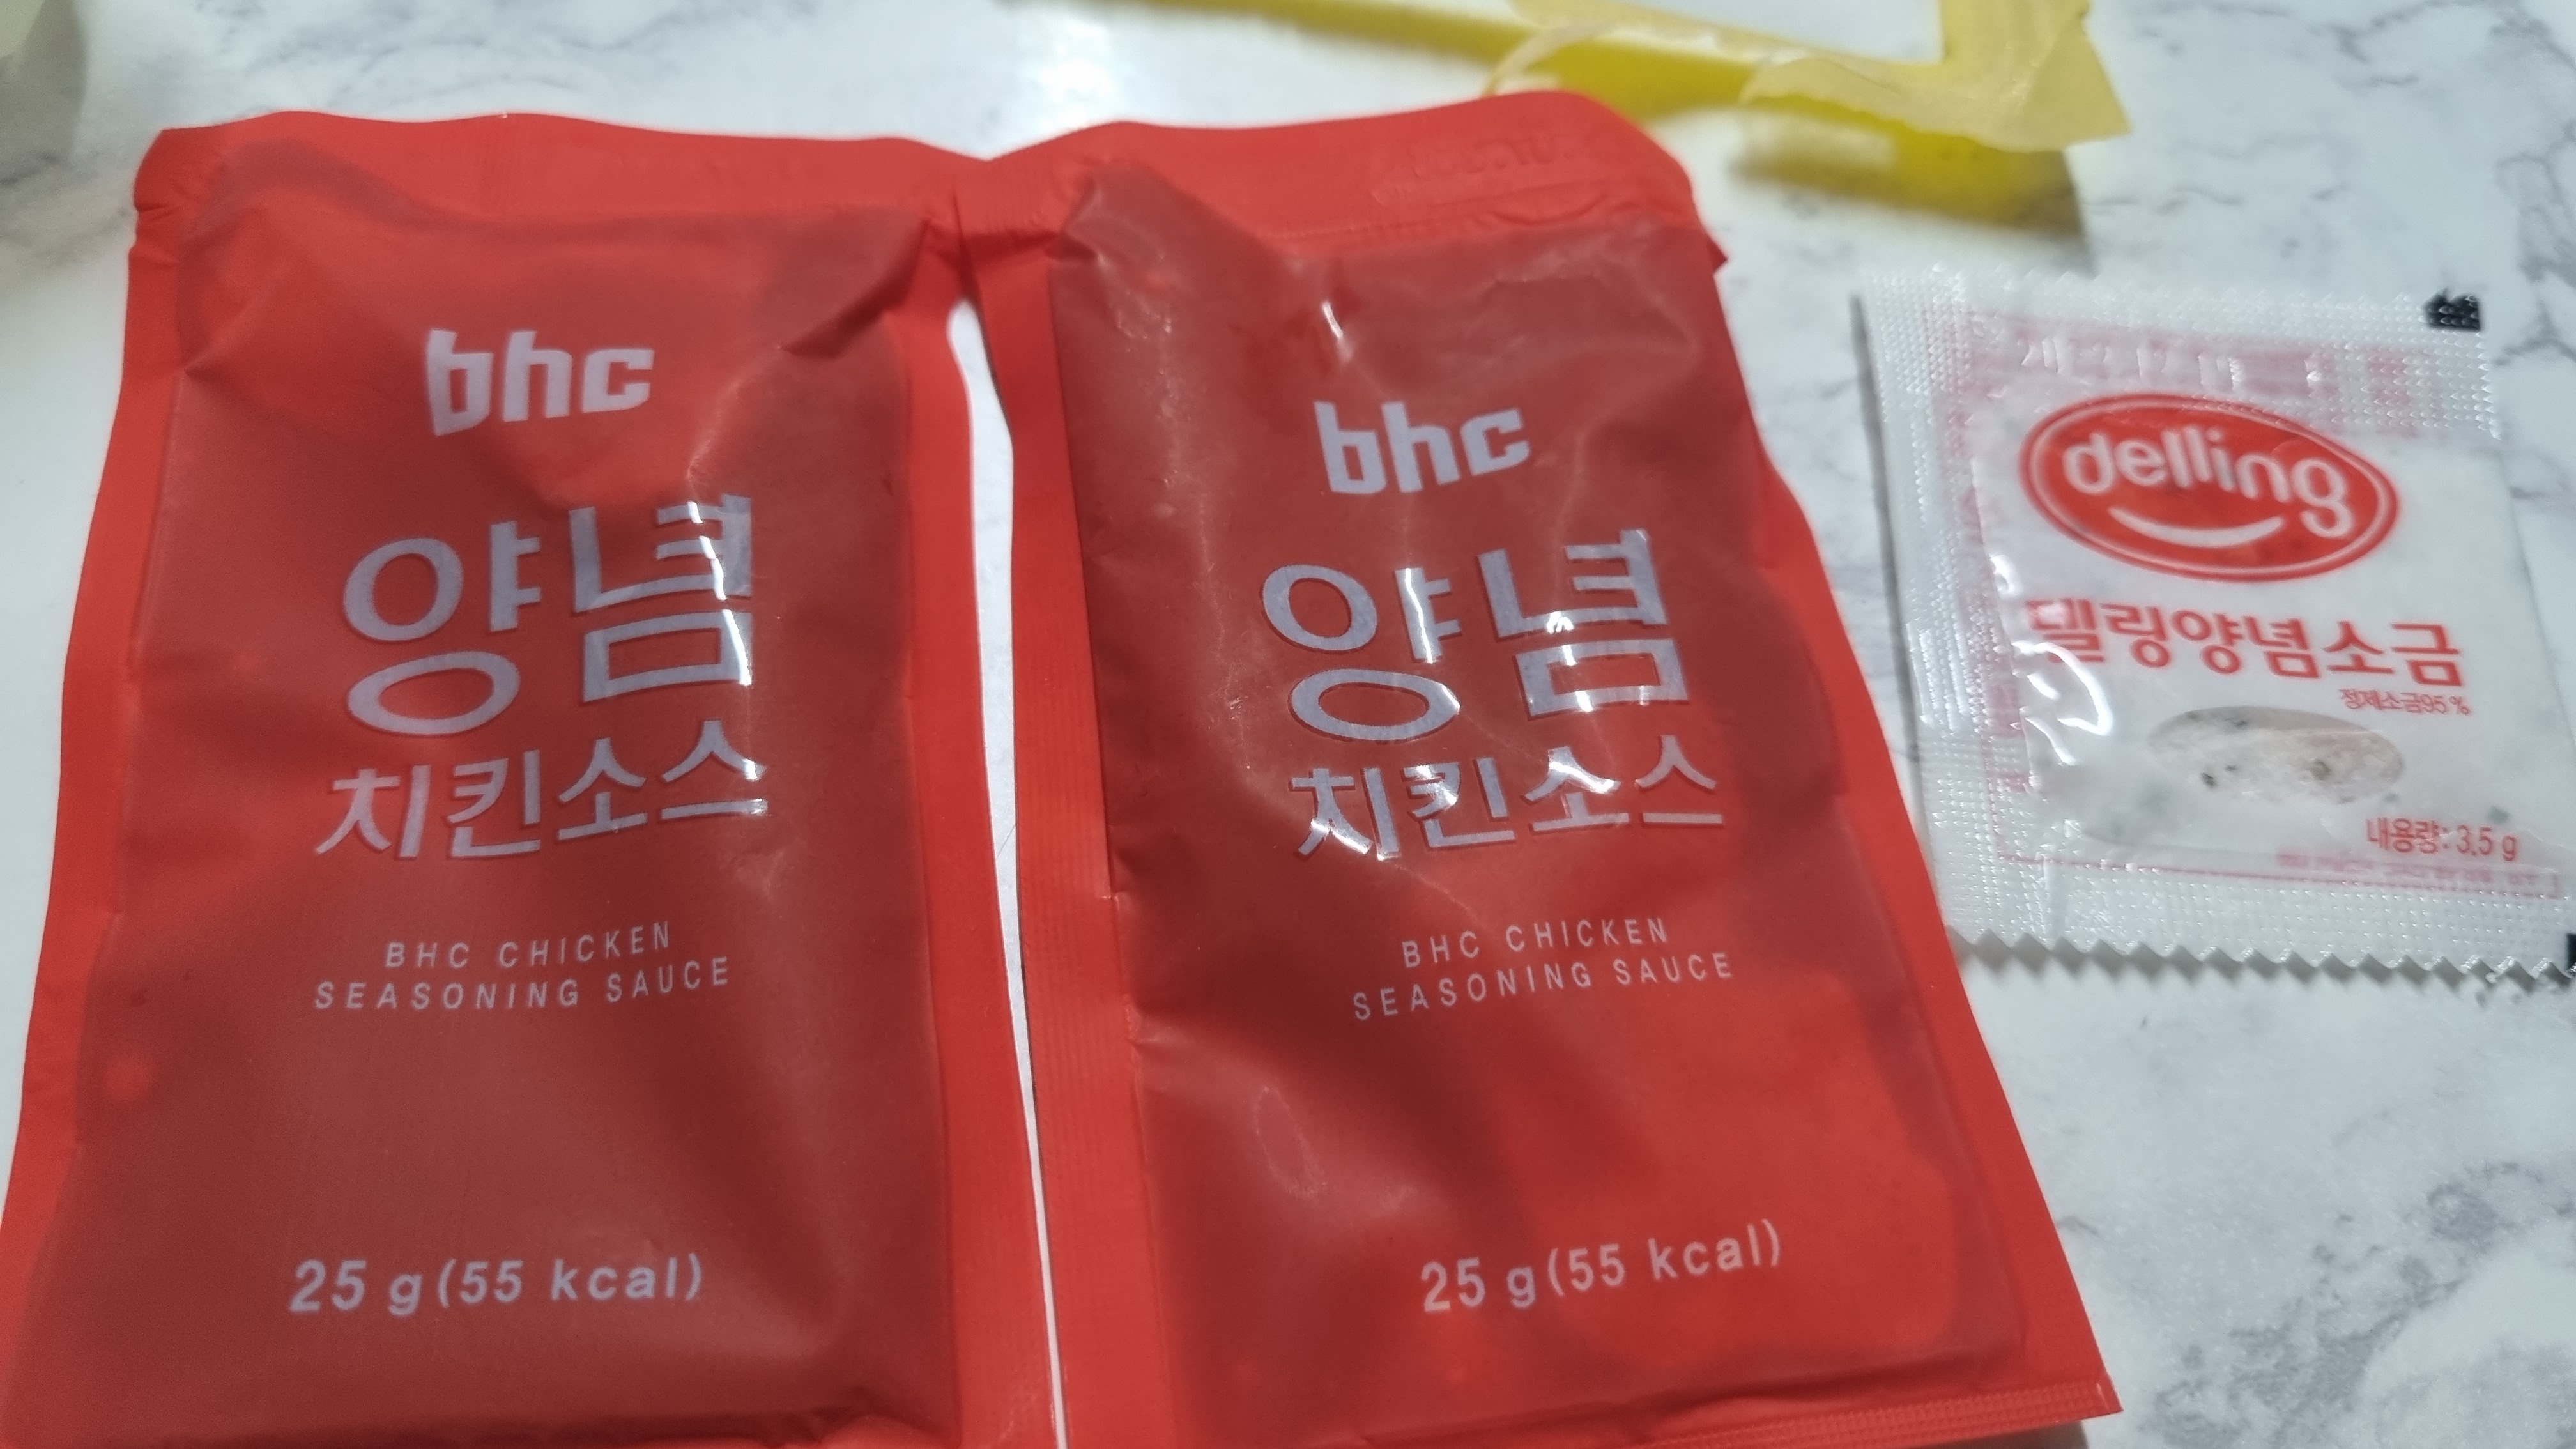 bhc
양념
치킨소스
BHC CHICKEN
SEASONING SAUCE
25 g (55 kcal)
bhc
양념
치킨소스
BHC CHICKEN
SEASONING SAUCE
25 g (55 kcal)
delling
델링양념소금
정제소금95%
내용량: 3.5 g